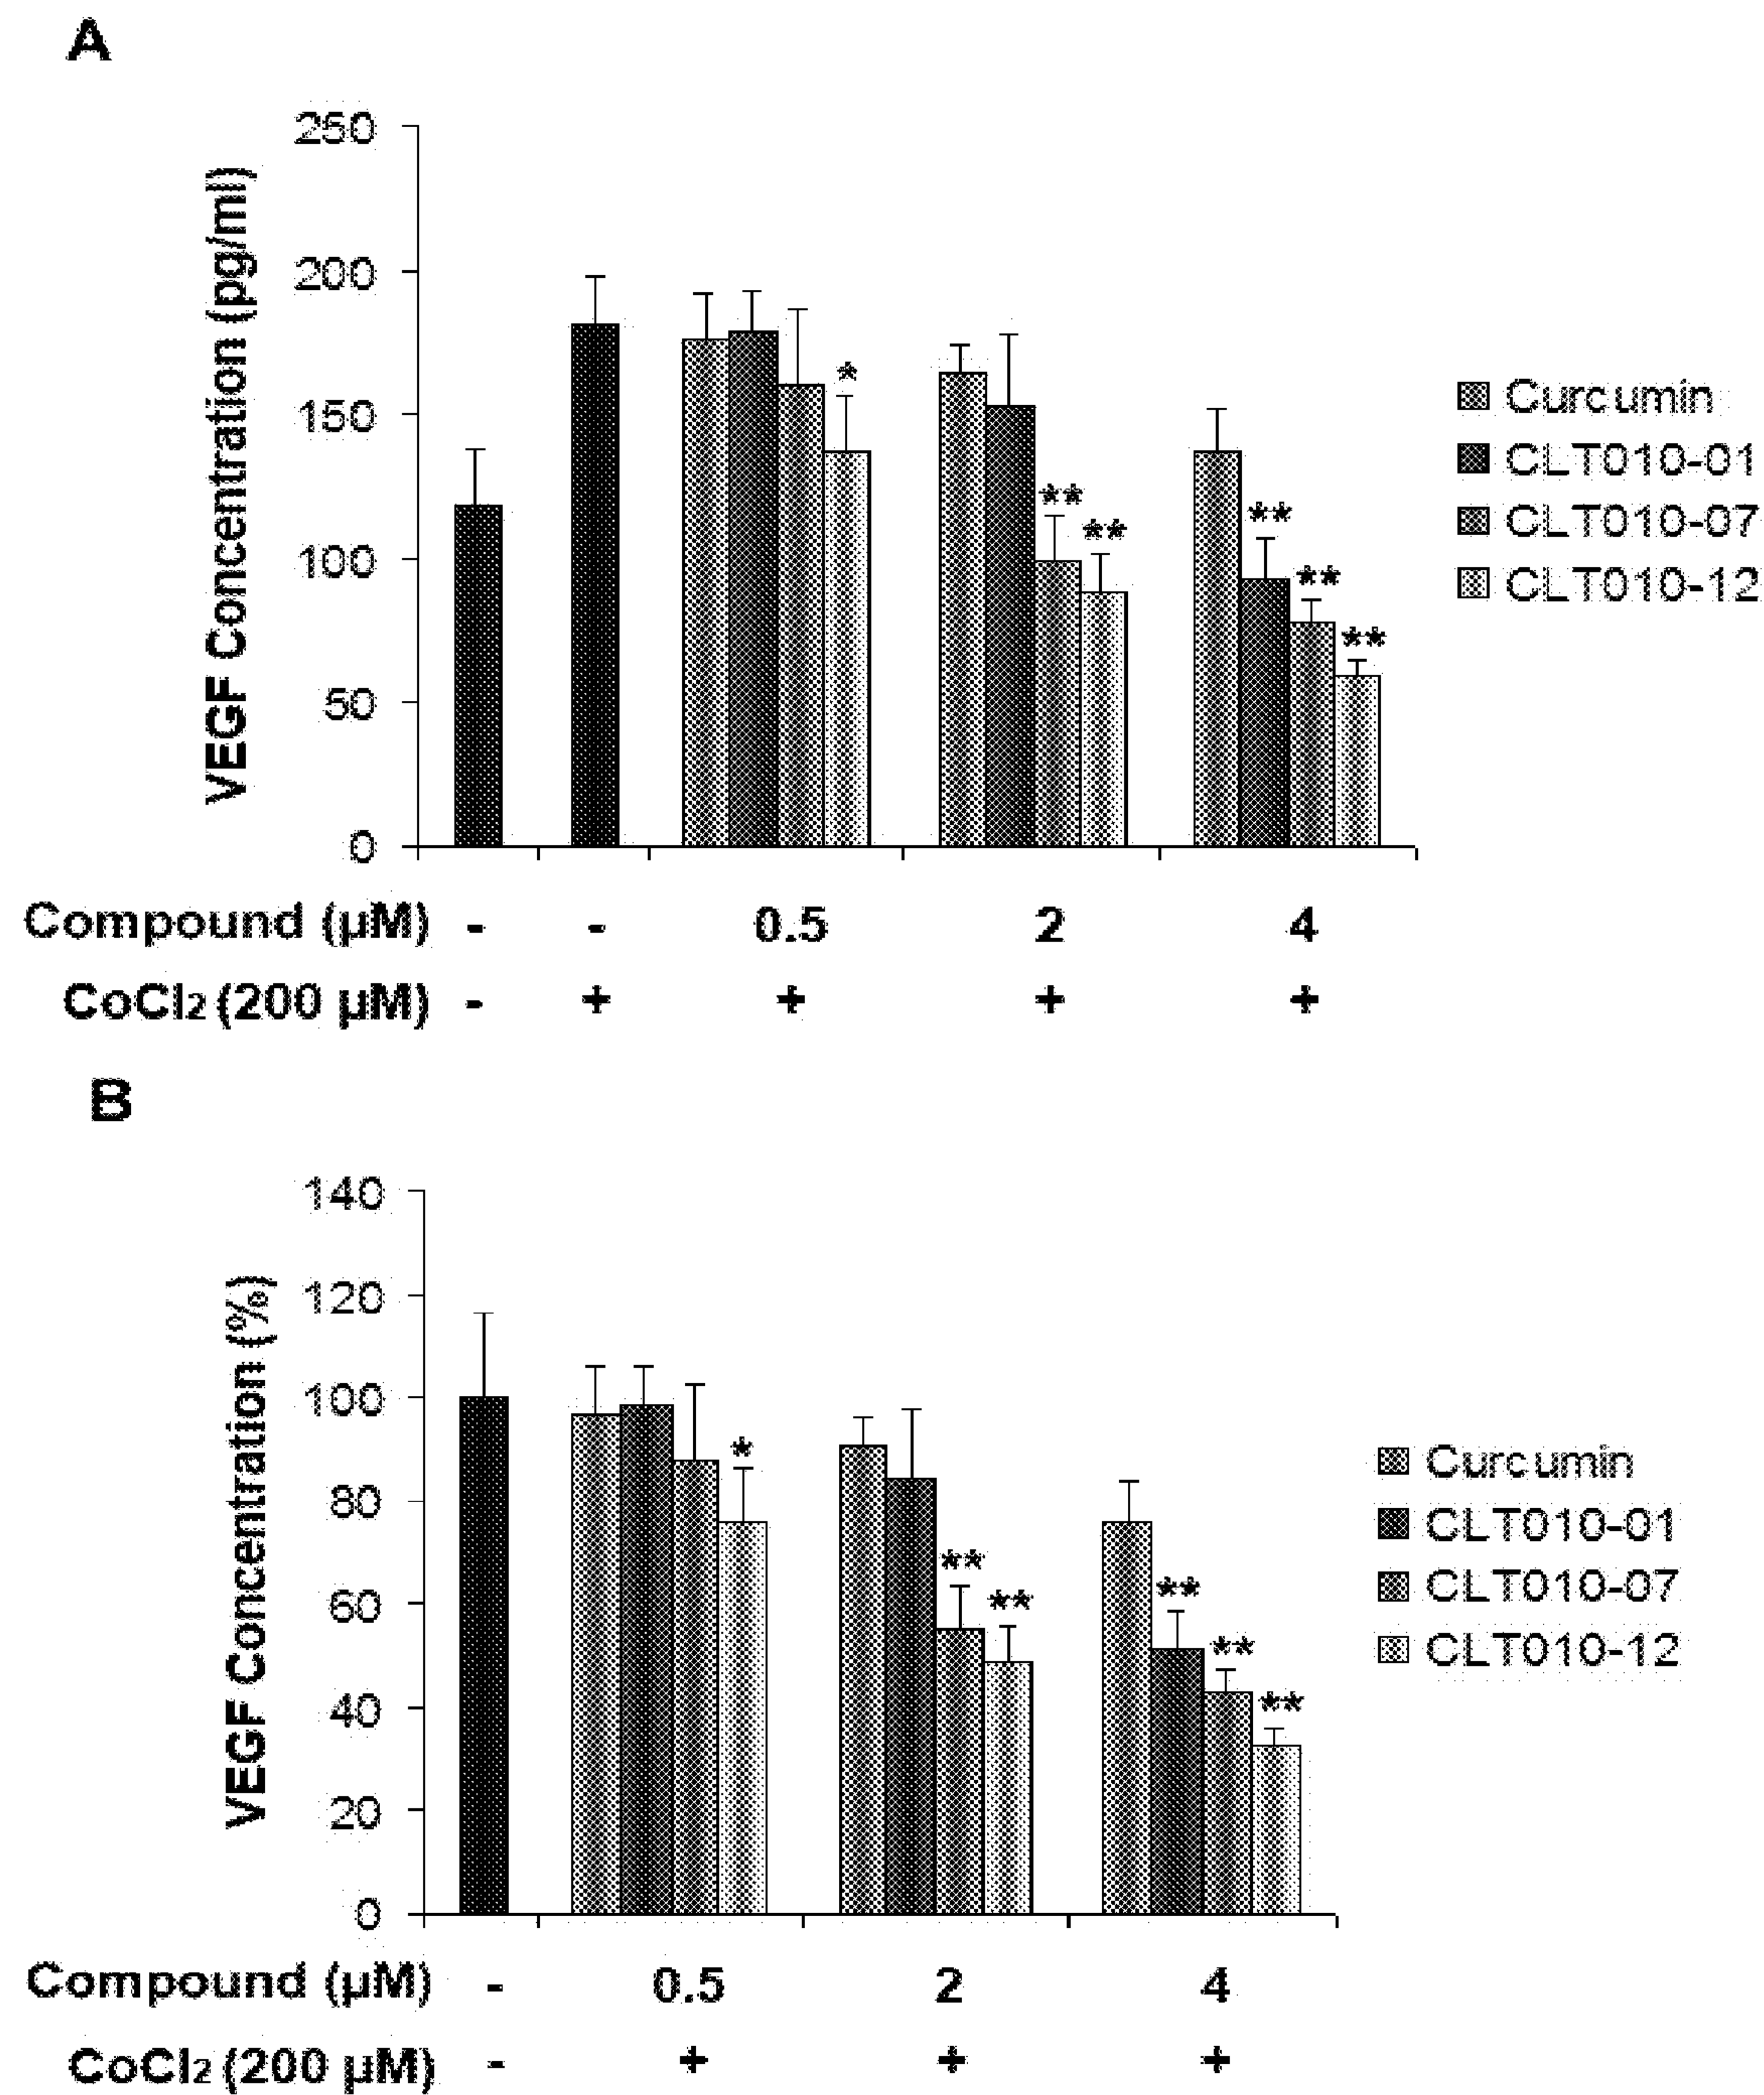 A
VEGF Concentration (pg/ml)
250
200
150
100
50
0
*
** **
** ** **
Curcumin
CLT010-01
CLT010-07
CLT010-12
Compound (µM) - - 0.5 2 4
CoCl2 (200 µM) - + + + +
B
VEGF Concentration (%)
140
120
100
80
60
40
20
0
*
** **
** ** **
Curcumin
CLT010-01
CLT010-07
CLT010-12
Compound (µM) - 0.5 2 4
CoCl2 (200 µM) - + + +